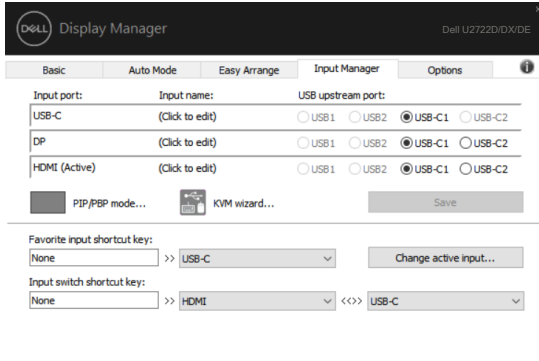 DELL Display Manager
Dell U2722D/DX/DE
Basic Auto Mode Easy Arrange Input Manager Options
Input port: Input name: USB upstream port:
USB-C (Click to edit) USB1 USB2 USB-C1 USB-C2
DP (Click to edit) USB1 USB2 USB-C1 USB-C2
HDMI (Active) (Click to edit) USB1 USB2 USB-C1 USB-C2
PIP/PBP mode... KVM wizard... Save
Favorite input shortcut key:
None >> USB-C Change active input...
Input switch shortcut key:
None >> HDMI <<>> USB-C